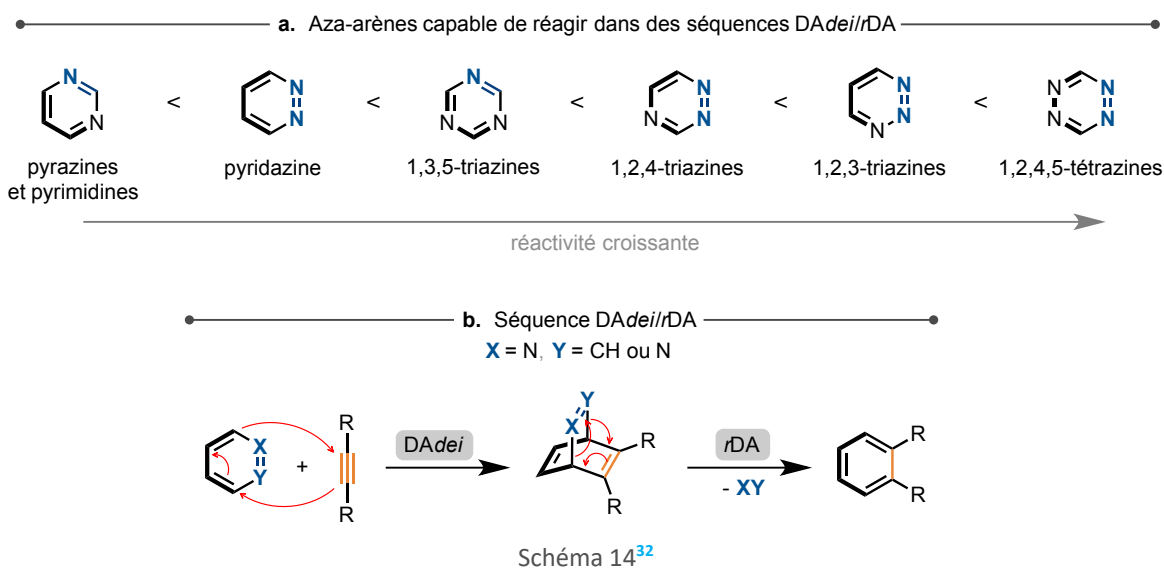 a. Aza-arènes capable de réagir dans des séquences DAdei/rDA
N N < N N < N N N < N N N < N N N < N N N N
pyrazines et pyrimidines
pyridazine
1,3,5-triazines
1,2,4-triazines
1,2,3-triazines
1,2,4,5-tétrazines
réactivité croissante
b. Séquence DAdei/rDA
X = N, Y = CH ou N
X Y + R R DAdei X Y R R rDA - XY R R
Schéma 14³²